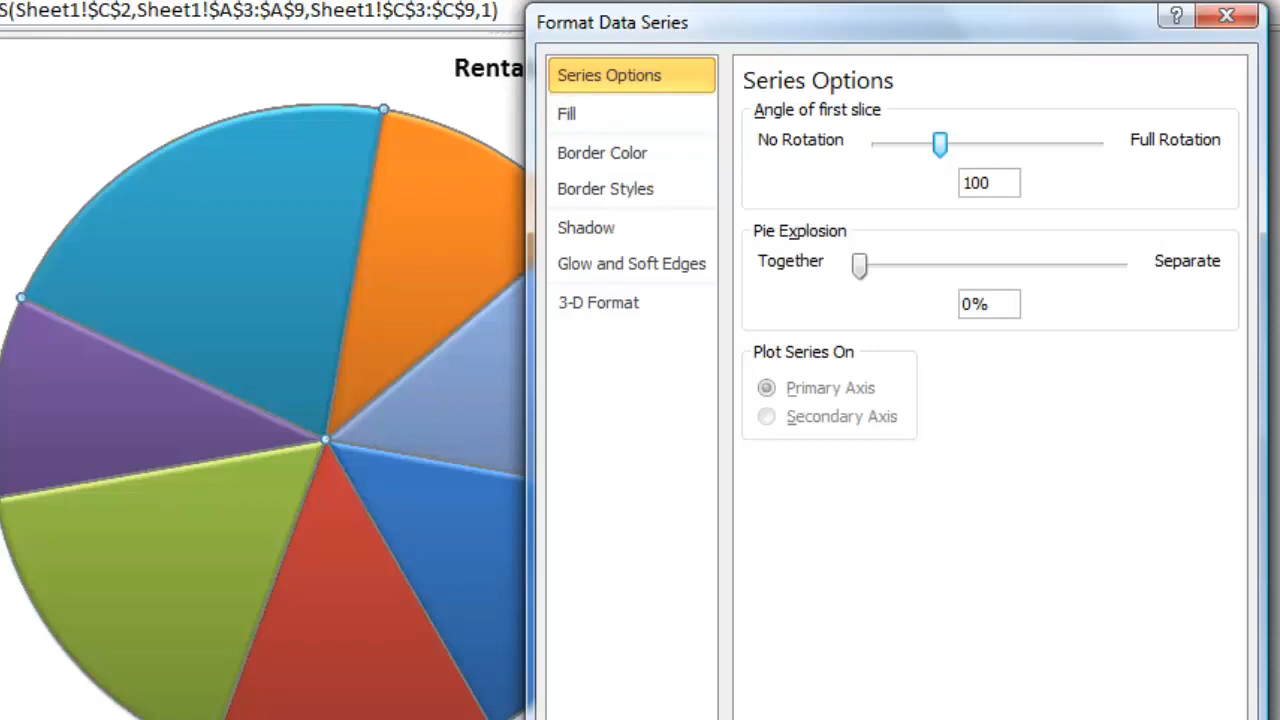 S(Sheet1!$C$2,Sheet1!$A$3:$A$9,Sheet1!$C$3:$C$9,1)
Format Data Series
Renta
Series Options
Fill
Border Color
Border Styles
Shadow
Glow and Soft Edges
3-D Format
Series Options
Angle of first slice
No Rotation Full Rotation
100
Pie Explosion
Together Separate
0%
Plot Series On
Primary Axis
Secondary Axis